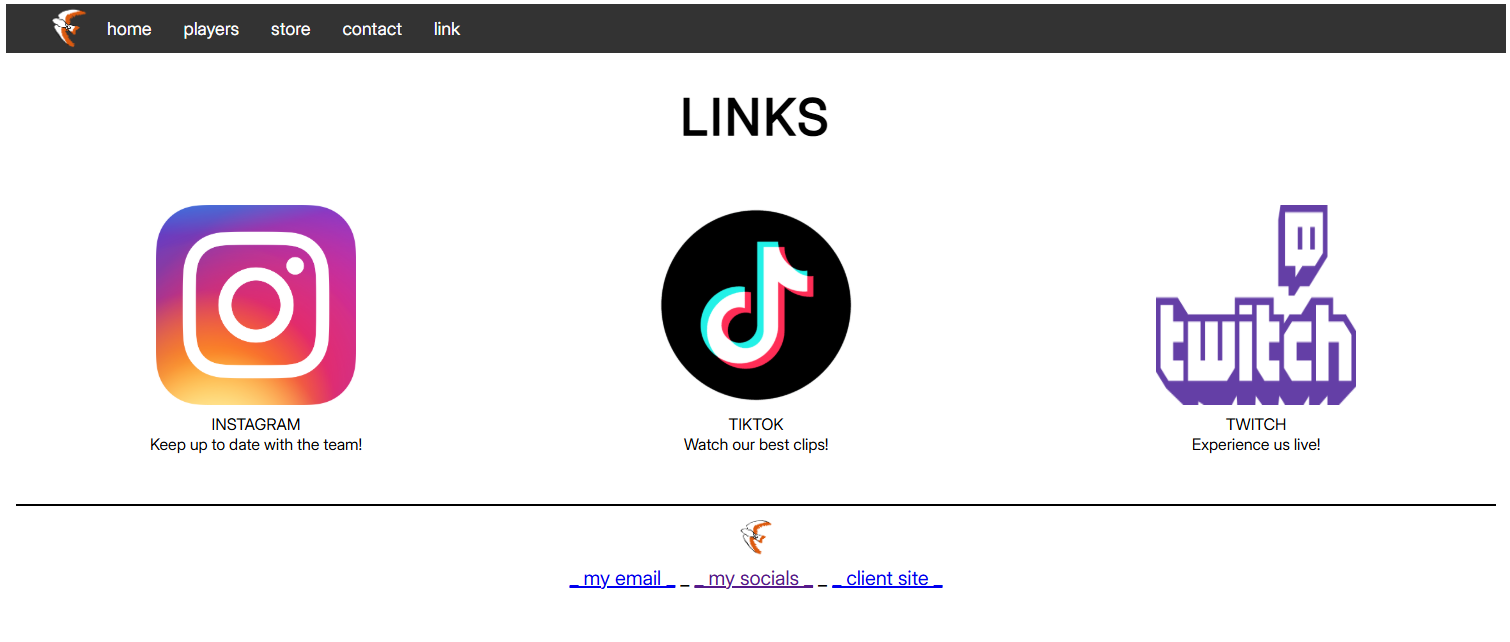 home players store contact link
LINKS
twitch
INSTAGRAM
Keep up to date with the team!
TIKTOK
Watch our best clips!
TWITCH
Experience us live!
_ my email _ _ _ my socials _ _ _ client site _